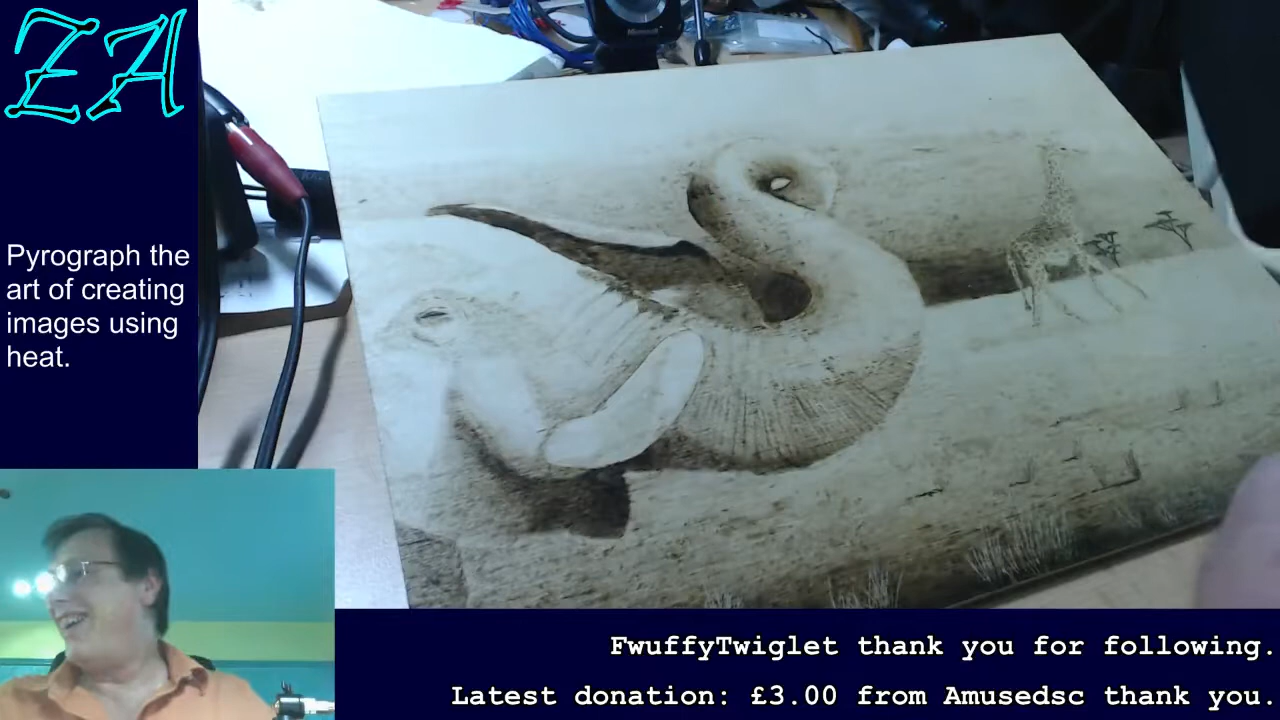 ZA
Pyrograph the
art of creating
images using
heat.
FwuffyTwiglet thank you for following.
Latest donation: £3.00 from Amusedsc thank you.